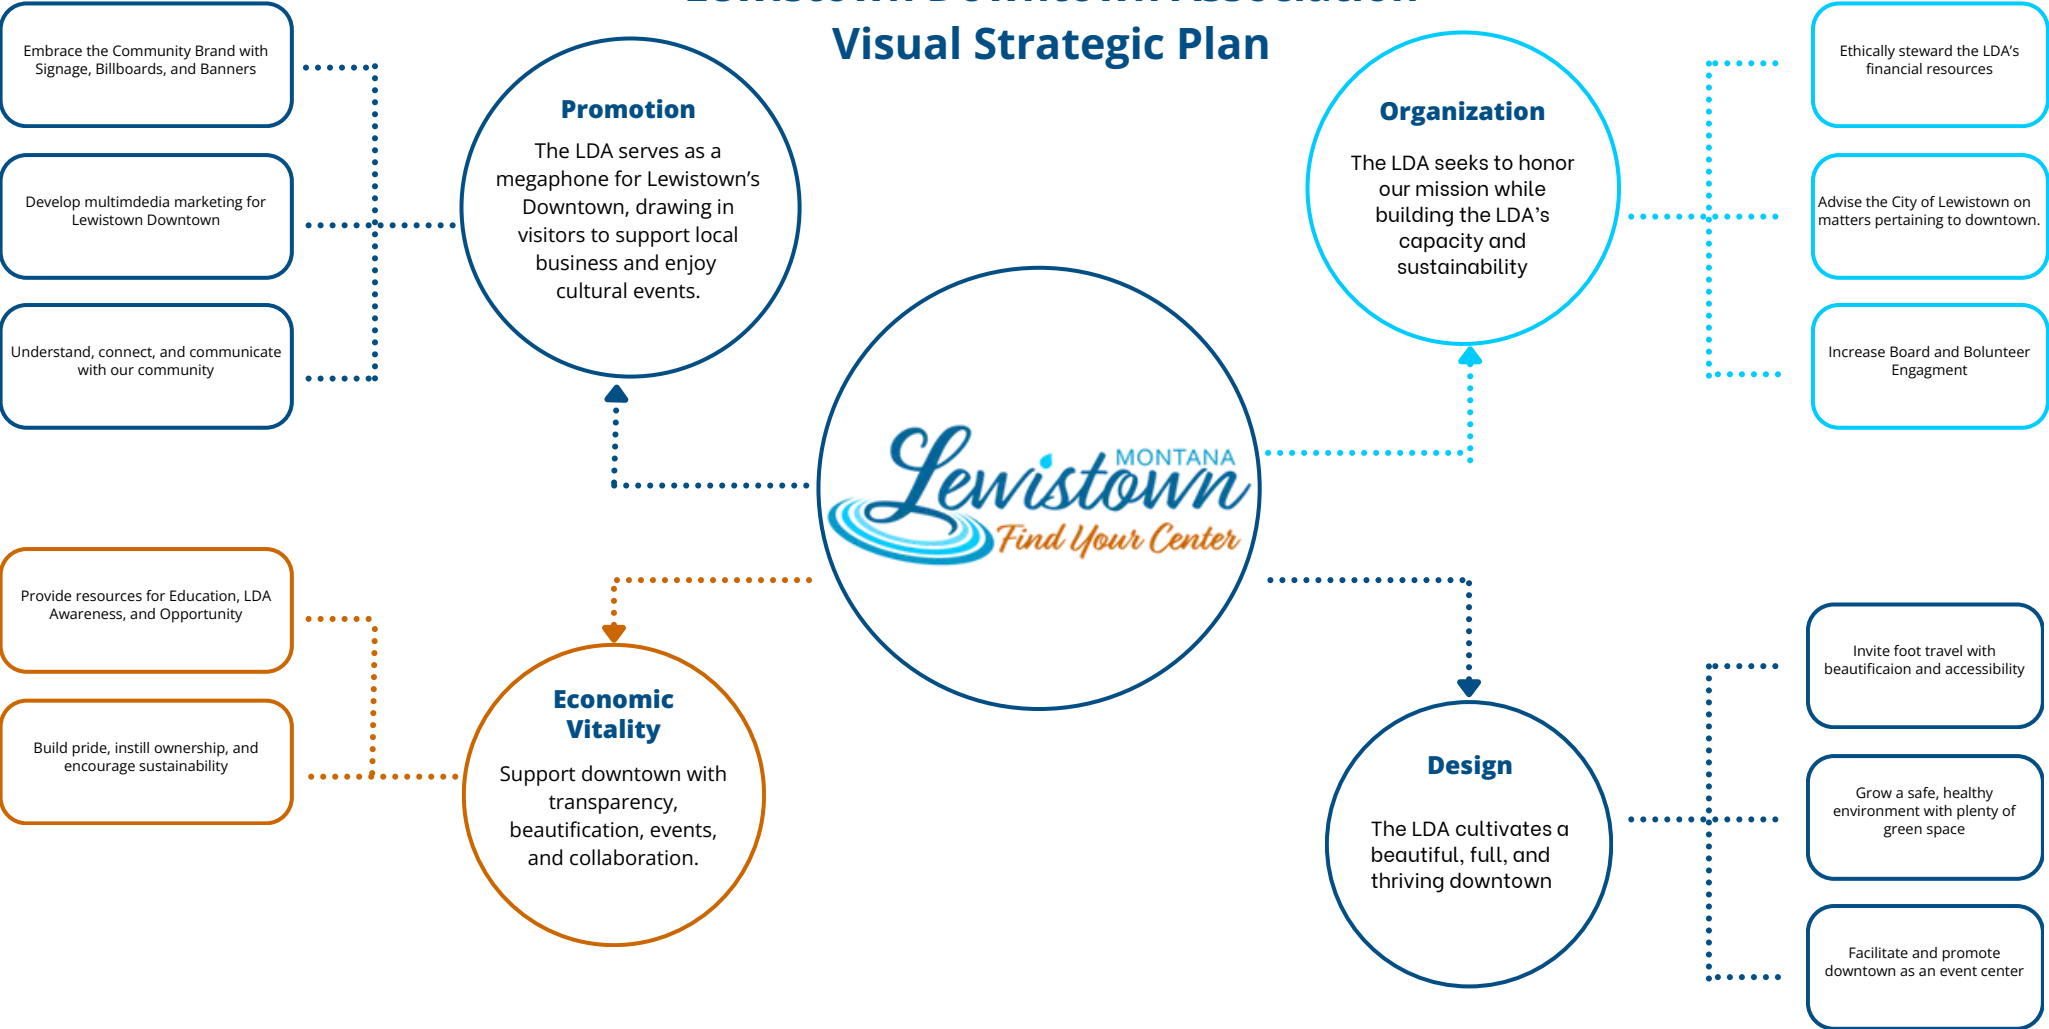 Lewistown Downtown Association
Visual Strategic Plan
Embrace the Community Brand with
Signage, Billboards, and Banners
Develop multimdedia marketing for
Lewistown Downtown
Understand, connect, and communicate
with our community
Promotion
The LDA serves as a
megaphone for Lewistown’s
Downtown, drawing in
visitors to support local
business and enjoy
cultural events.
Organization
The LDA seeks to honor
our mission while
building the LDA’s
capacity and
sustainability
Ethically steward the LDA’s
financial resources
Advise the City of Lewistown on
matters pertaining to downtown.
Increase Board and Bolunteer
Engagment
MONTANA
Lewistown
Find Your Center
Provide resources for Education, LDA
Awareness, and Opportunity
Build pride, instill ownership, and
encourage sustainability
Economic
Vitality
Support downtown with
transparency,
beautification, events,
and collaboration.
Design
The LDA cultivates a
beautiful, full, and
thriving downtown
Invite foot travel with
beautificaion and accessibility
Grow a safe, healthy
environment with plenty of
green space
Facilitate and promote
downtown as an event center